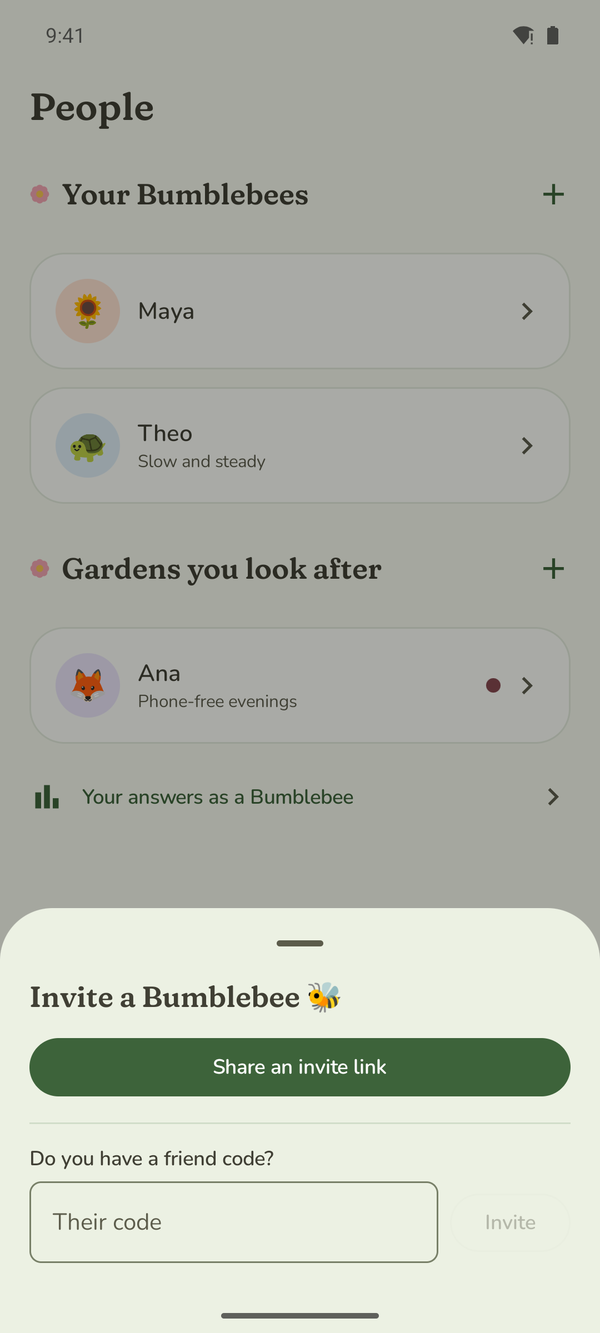 9:41
People
Your Bumblebees
Maya
Theo
Slow and steady
Gardens you look after
Ana
Phone-free evenings
Your answers as a Bumblebee
Invite a Bumblebee 🐝
Share an invite link
Do you have a friend code?
Their code
Invite